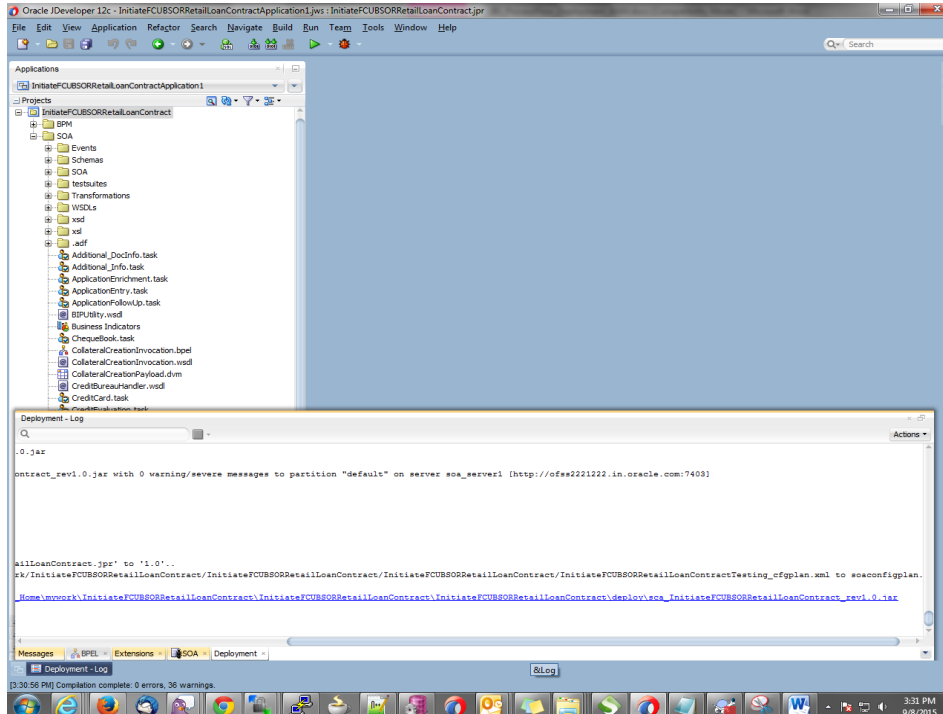 Oracle JDeveloper 12c - InitiateFCUBSORRetailLoanContractApplication1.jws : InitiateFCUBSORRetailLoanContract.jpr
File Edit View Application Refactor Search Navigate Build Run Team Tools Window Help
Search
Applications
InitiateFCUBSORRetailLoanContractApplication1
Projects
InitiateFCUBSORRetailLoanContract
BPM
SOA
Events
Schemas
SOA
testsuites
Transformations
WSDLs
xsd
xsl
.adf
Additional_DocInfo.task
Additional_Info.task
ApplicationEnrichment.task
ApplicationEntry.task
ApplicationFollowUp.task
BIPUtility.wsdl
Business Indicators
ChequeBook.task
CollateralCreationInvocation.bpel
CollateralCreationInvocation.wsdl
CollateralCreationPayload.dvm
CreditBureauHandler.wsdl
CreditCard.task
CreditEvaluation.task
Deployment - Log
Actions
.0.jar
ontract_rev1.0.jar with 0 warning/severe messages to partition "default" on server soa_server1 [http://ofss2221222.in.oracle.com:7403]
ailLoanContract.jpr' to '1.0'..
rk/InitiateFCUBSORRetailLoanContract/InitiateFCUBSORRetailLoanContract/InitiateFCUBSORRetailLoanContractTesting_cfgplan.xml to soaconfigplan.
_Home\mywork\InitiateFCUBSORRetailLoanContract\InitiateFCUBSORRetailLoanContract\deploy\sca_InitiateFCUBSORRetailLoanContract_rev1.0.jar
Messages BPEL Extensions SOA Deployment
Deployment - Log
&Log
[3:30:56 PM] Compilation complete: 0 errors, 36 warnings.
3:31 PM
9/8/2015